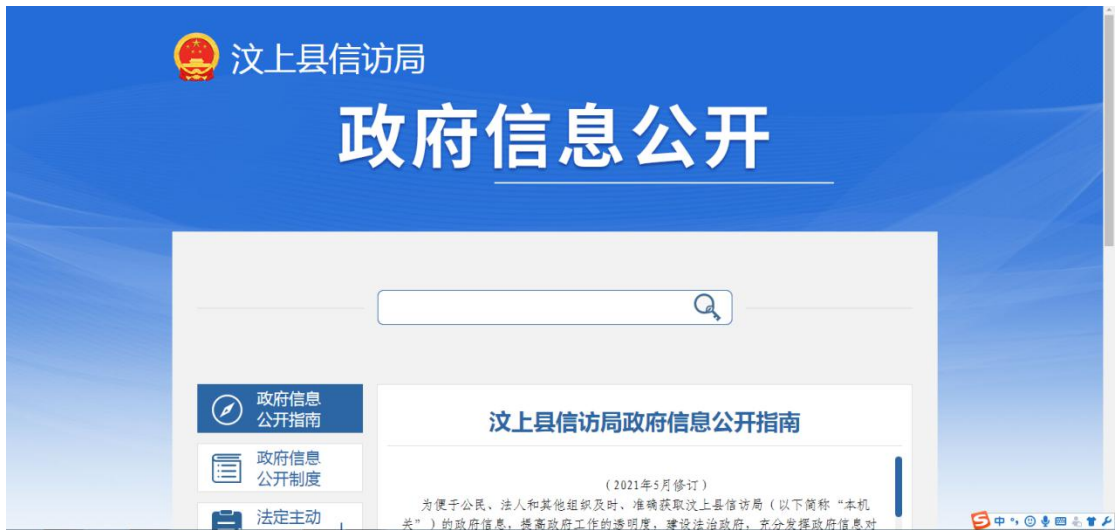 汶上县信访局
政府信息公开
政府信息
公开指南
政府信息
公开制度
法定主动
汶上县信访局政府信息公开指南
(2021年5月修订)
为便于公民、法人和其他组织及时、准确获取汶上县信访局(以下简称“本机
关”)的政府信息,提高政府工作的透明度,建设法治政府,充分发挥政府信息对
中